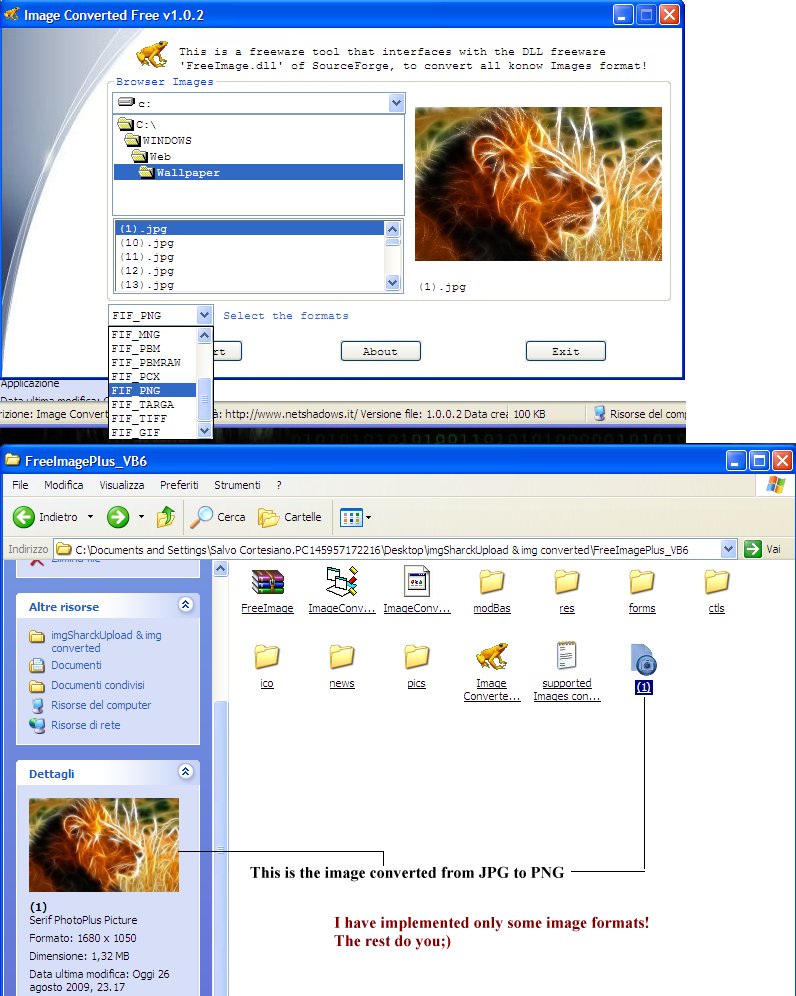 Image Converted Free v1.0.2
This is a freeware tool that interfaces with the DLL freeware
'FreeImage.dll' of SourceForge, to convert all konow Images format!
Browser Images
c:
C:\
WINDOWS
Web
Wallpaper
(1).jpg
(10).jpg
(11).jpg
(12).jpg
(13).jpg
(1).jpg
FIF_PNG
Select the formats
FIF_MNG
FIF_PBM
FIF_PBMRAW
FIF_PCX
FIF_PNG
FIF_TARGA
FIF_TIFF
FIF_GIF
rt
About
Exit
Applicazione
Data ultima modifica:
rizione: Image Convert
à: http://www.netshadows.it/ Versione file: 1.0.0.2 Data crea
100 KB
Risorse del comp
FreeImagePlus_VB6
File Modifica Visualizza Preferiti Strumenti ?
Indietro Cerca Cartelle
Indirizzo C:\Documents and Settings\Salvo Cortesiano.PC145957172216\Desktop\imgSharckUpload & img converted\FreeImagePlus_VB6 Vai
Elimina file
Altre risorse
imgSharckUpload & img
converted
Documenti
Documenti condivisi
Risorse del computer
Risorse di rete
Dettagli
(1)
Serif PhotoPlus Picture
Formato: 1680 x 1050
Dimensione: 1,32 MB
Data ultima modifica: Oggi 26
agosto 2009, 23.17
FreeImage
ImageConv...
ImageConv...
modBas
res
forms
ctls
ico
news
pics
Image
Converte...
supported
Images con...
(1)
This is the image converted from JPG to PNG
I have implemented only some image formats!
The rest do you;)